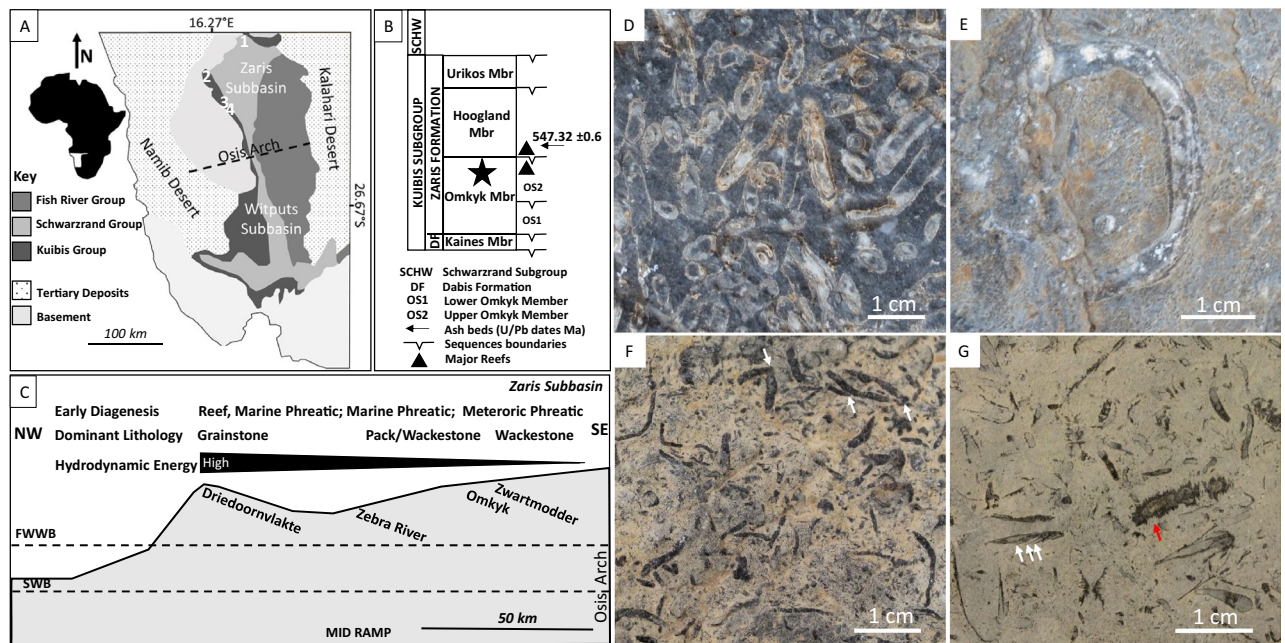 A
16.27°E
N
1
Zaris
Subbasin
2
3
4
Kalahari Desert
Osis Arch
Namib Desert
26.67°S
Witputs
Subbasin
Key
Fish River Group
Schwarzrand Group
Kuibis Group
Tertiary Deposits
Basement
100 km
B
SCHW
KUIBIS SUBGROUP
ZARIS FORMATION
DF
Urikos Mbr
Hoogland
Mbr
547.32 ±0.6
Omkyk Mbr
OS2
OS1
Kaines Mbr
SCHW Schwarzrand Subgroup
DF Dabis Formation
OS1 Lower Omkyk Member
OS2 Upper Omkyk Member
Ash beds (U/Pb dates Ma)
Sequences boundaries
Major Reefs
C
Zaris Subbasin
Early Diagenesis Reef, Marine Phreatic; Marine Phreatic; Meteroric Phreatic
NW Dominant Lithology Grainstone Pack/Wackestone Wackestone SE
Hydrodynamic Energy High
Driedoornvlakte
Zebra River
Omkyk
Zwartmodder
FWWB
SWB
Osis Arch
50 km
MID RAMP
D
1 cm
E
1 cm
F
1 cm
G
1 cm